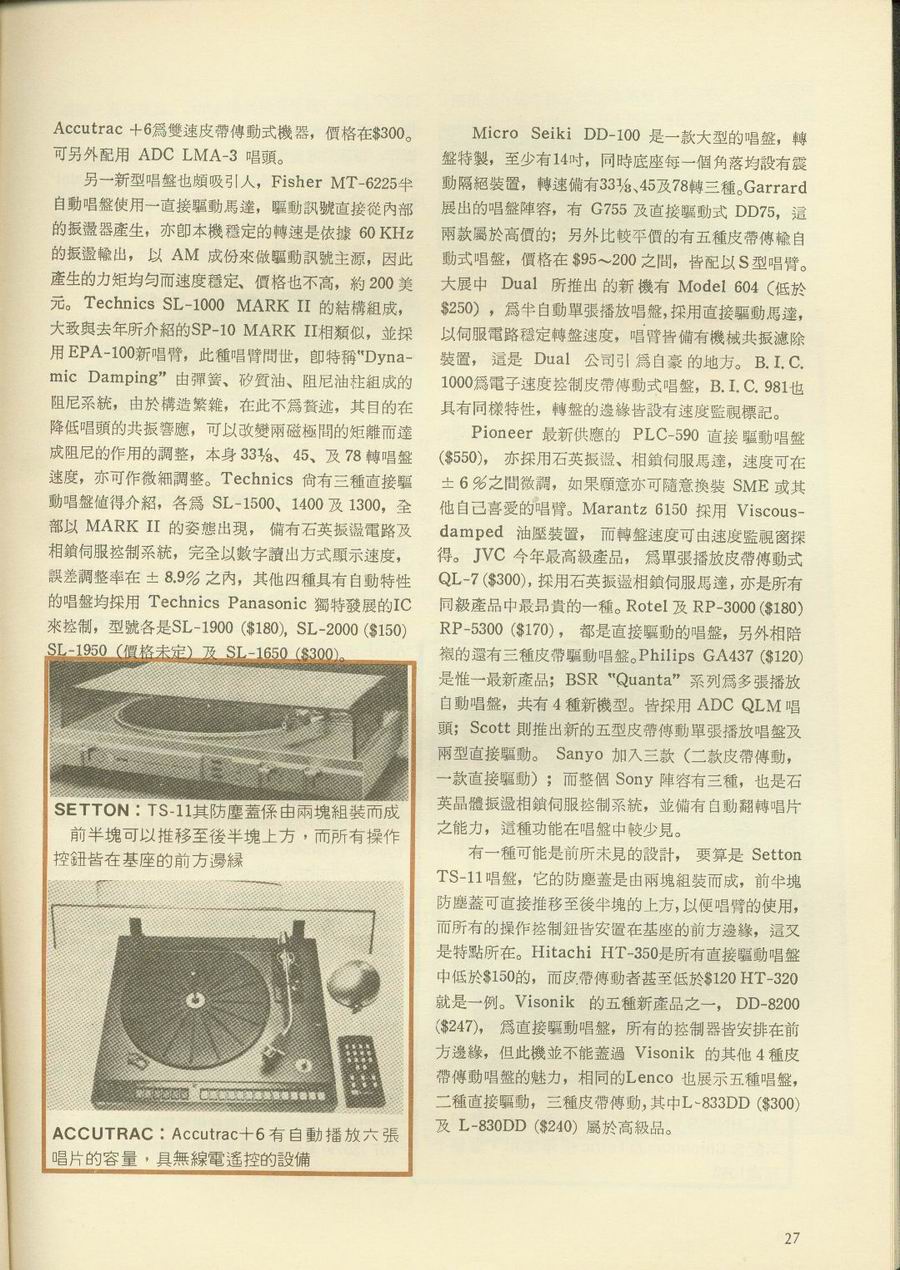 Accutrac +6爲雙速皮帶傳動式機器，價格在$300。
可另外配用 ADC LMA-3 唱頭。
另一新型唱盤也頗吸引人，Fisher MT-6225半
自動唱盤使用一直接驅動馬達，驅動訊號直接從內部
的振盪器產生，亦卽本機穩定的轉速是依據 60 KHz
的振盪輸出，以 AM 成份來做驅動訊號主源，因此
產生的力矩均勻而速度穩定、價格也不高，約 200 美
元。Technics SL-1000 MARK II 的結構組成，
大致與去年所介紹的SP-10 MARK II相類似，並採
用 EPA-100新唱臂，此種唱臂問世，卽特稱"Dyna-
mic Damping" 由彈簧、矽質油、阻尼油柱組成的
阻尼系統，由於構造繁雜，在此不爲贅述，其目的在
降低唱頭的共振響應，可以改變兩磁極間的矩離而達
成阻尼的作用的調整，本身 33⅓、45、及 78 轉唱盤
速度，亦可作微細調整。Technics 尙有三種直接驅
動唱盤値得介紹，各爲 SL-1500、1400 及 1300，全
部以 MARK II 的姿態出現，備有石英振盪電路及
相鎖伺服控制系統，完全以數字讀出方式顯示速度，
誤差調整率在 ± 8.9% 之內，其他四種具有自動特性
的唱盤均採用 Technics Panasonic 獨特發展的IC
來控制，型號各是SL-1900 ($180), SL-2000 ($150)
SL-1950（價格未定）及 SL-1650 ($300)。
SETTON：TS-11其防塵蓋係由兩塊組裝而成
前半塊可以推移至後半塊上方，而所有操作
控鈕皆在基座的前方邊緣
ACCUTRAC：Accutrac+6 有自動播放六張
唱片的容量，具無線電遙控的設備
Micro Seiki DD-100 是一款大型的唱盤，轉
盤特製，至少有14吋，同時底座每一個角落均設有震
動隔絕裝置，轉速備有33⅓、45及78轉三種。Garrard
展出的唱盤陣容，有 G755 及直接驅動式 DD75，這
兩款屬於高價的；另外比較平價的有五種皮帶傳輸自
動式唱盤，價格在 $95～200 之間，皆配以S型唱臂。
大展中 Dual 所推出的新機有 Model 604（低於
$250），爲半自動單張播放唱盤，採用直接驅動馬達，
以伺服電路穩定轉盤速度，唱臂皆備有機械共振濾除
裝置，這是 Dual 公司引爲自豪的地方。B. I. C.
1000爲電子速度控制皮帶傳動式唱盤，B. I. C. 981也
具有同樣特性，轉盤的邊緣皆設有速度監視標記。
Pioneer 最新供應的 PLC-590 直接驅動唱盤
($550)，亦採用石英振盪、相鎖伺服馬達，速度可在
± 6 %之間微調，如果願意亦可隨意換裝 SME 或其
他自己喜愛的唱臂。Marantz 6150 採用 Viscous-
damped 油壓裝置，而轉盤速度可由速度監視窗探
得。JVC 今年最高級產品，爲單張播放皮帶傳動式
QL-7 ($300)，採用石英振盪相鎖伺服馬達，亦是所有
同級產品中最昂貴的一種。Rotel 及 RP-3000 ($180)
RP-5300 ($170)，都是直接驅動的唱盤，另外相陪
襯的還有三種皮帶驅動唱盤。Philips GA437 ($120)
是惟一最新產品；BSR "Quanta" 系列爲多張播放
自動唱盤，共有 4 種新機型。皆採用 ADC QLM 唱
頭；Scott 則推出新的五型皮帶傳動單張播放唱盤及
兩型直接驅動。Sanyo 加入三款（二款皮帶傳動，
一款直接驅動）；而整個 Sony 陣容有三種，也是石
英晶體振盪相鎖伺服控制系統，並備有自動翻轉唱片
之能力，這種功能在唱盤中較少見。
有一種可能是前所未見的設計，要算是 Setton
TS-11唱盤，它的防塵蓋是由兩塊組裝而成，前半塊
防塵蓋可直接推移至後半塊的上方，以便唱臂的使用，
而所有的操作控制鈕皆安置在基座的前方邊緣，這又
是特點所在。Hitachi HT-350是所有直接驅動唱盤
中低於$150的，而皮帶傳動者甚至低於$120 HT-320
就是一例。Visonik 的五種新產品之一，DD-8200
($247)，爲直接驅動唱盤，所有的控制器皆安排在前
方邊緣，但此機並不能蓋過 Visonik 的其他 4 種皮
帶傳動唱盤的魅力，相同的Lenco 也展示五種唱盤，
二種直接驅動，三種皮帶傳動，其中L-833DD ($300)
及 L-830DD ($240) 屬於高級品。
27